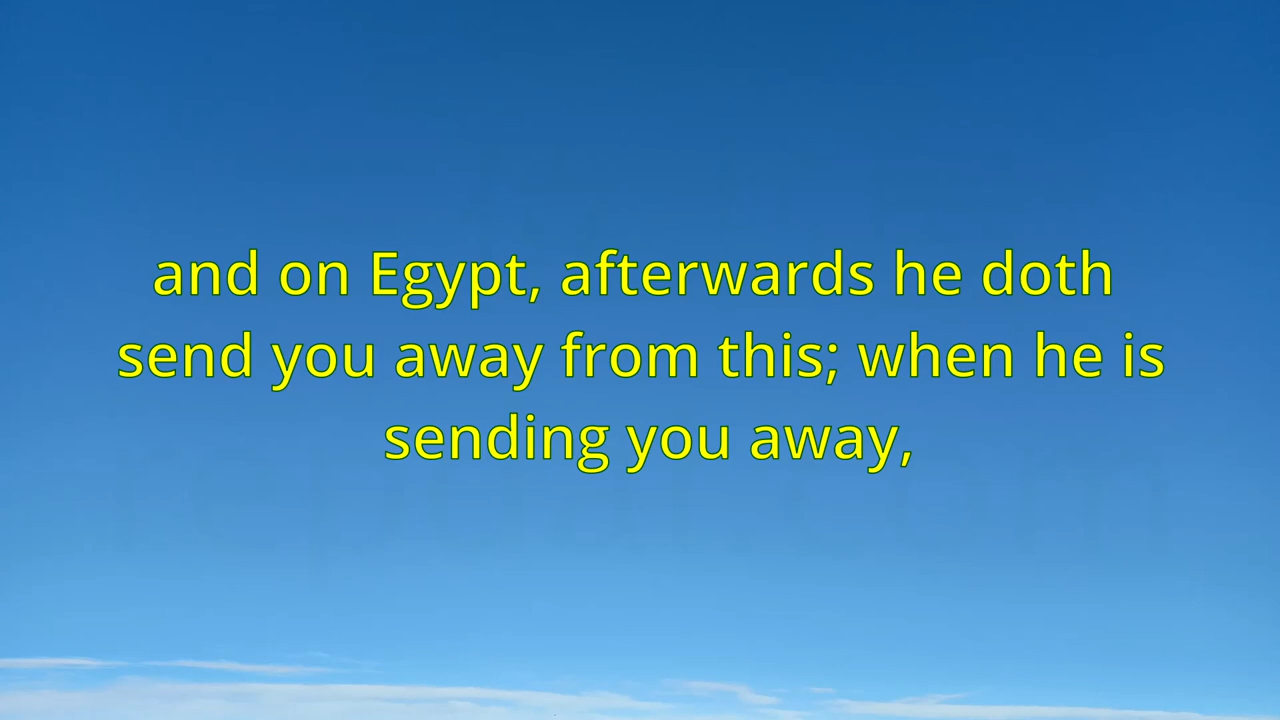 and on Egypt, afterwards he doth
send you away from this; when he is
sending you away,